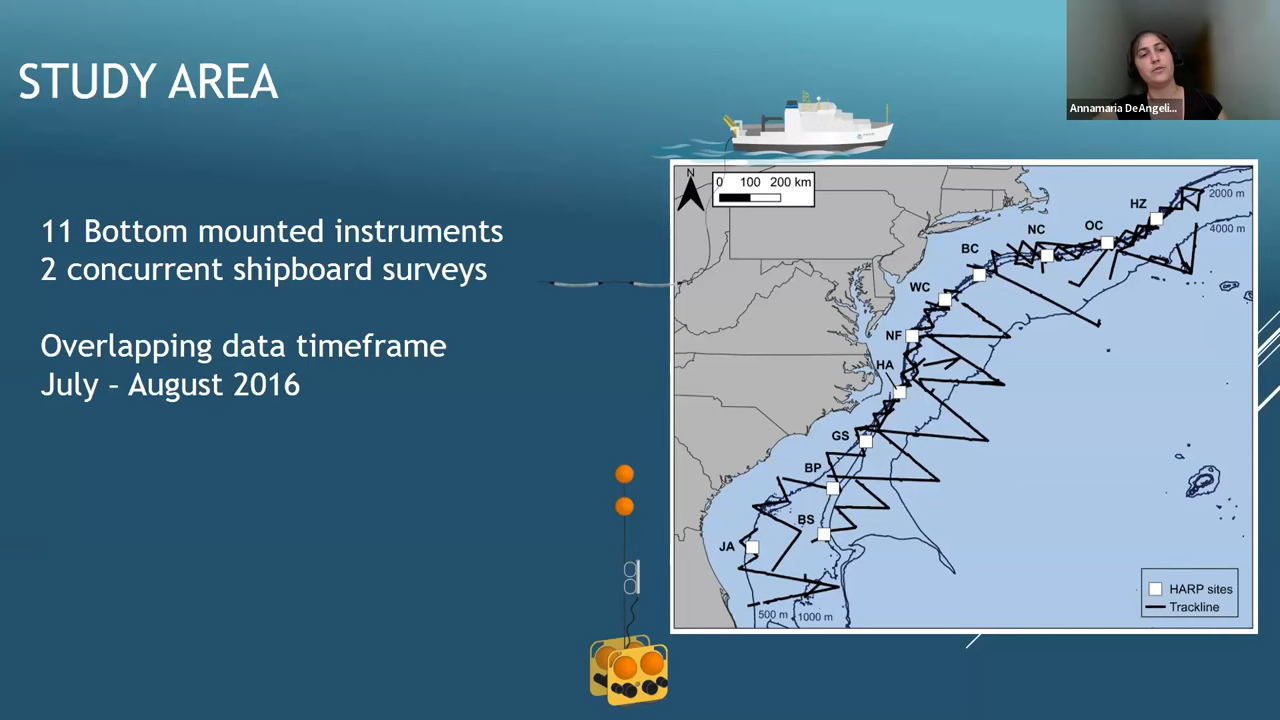 Annamaria DeAngeli...
STUDY AREA
11 Bottom mounted instruments
2 concurrent shipboard surveys
Overlapping data timeframe
July – August 2016
N
0 100 200 km
2000 m
4000 m
HZ
OC
NC
BC
WC
NF
HA
GS
BP
BS
JA
500 m
1000 m
HARP sites
Trackline